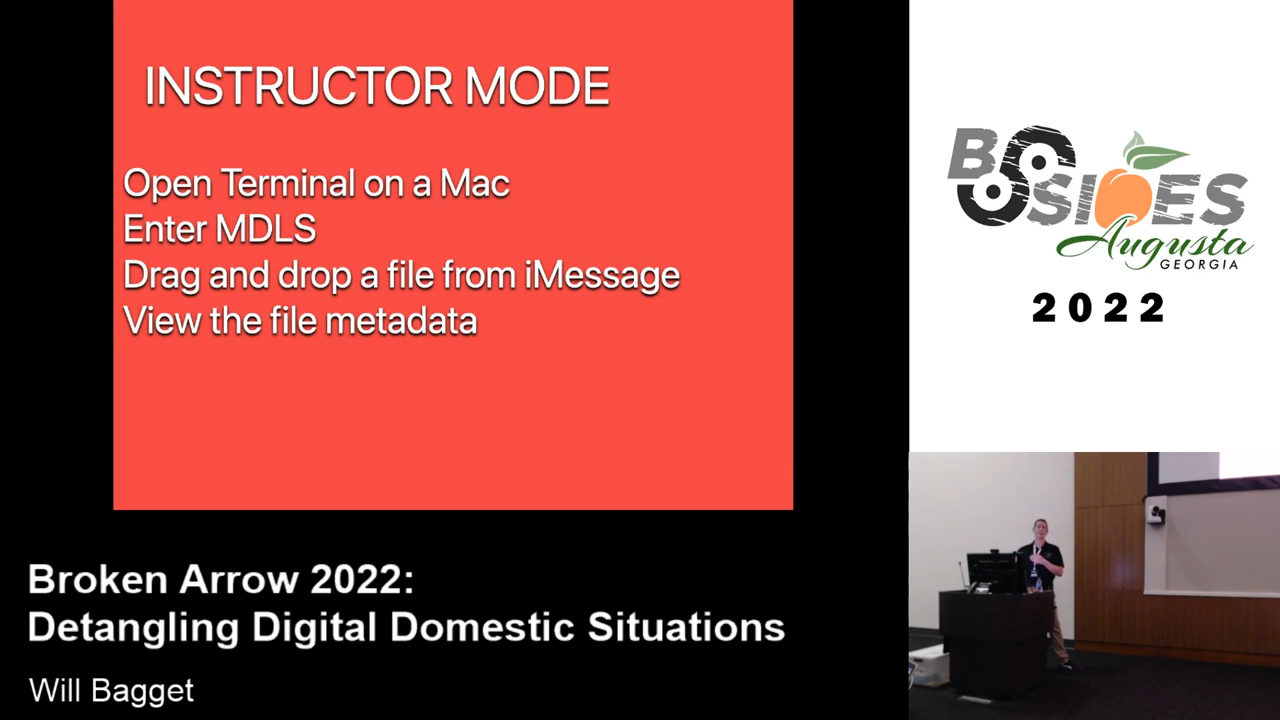 INSTRUCTOR MODE
Open Terminal on a Mac
Enter MDLS
Drag and drop a file from iMessage
View the file metadata
BSIDES
Augusta
GEORGIA
2022
Broken Arrow 2022:
Detangling Digital Domestic Situations
Will Bagget